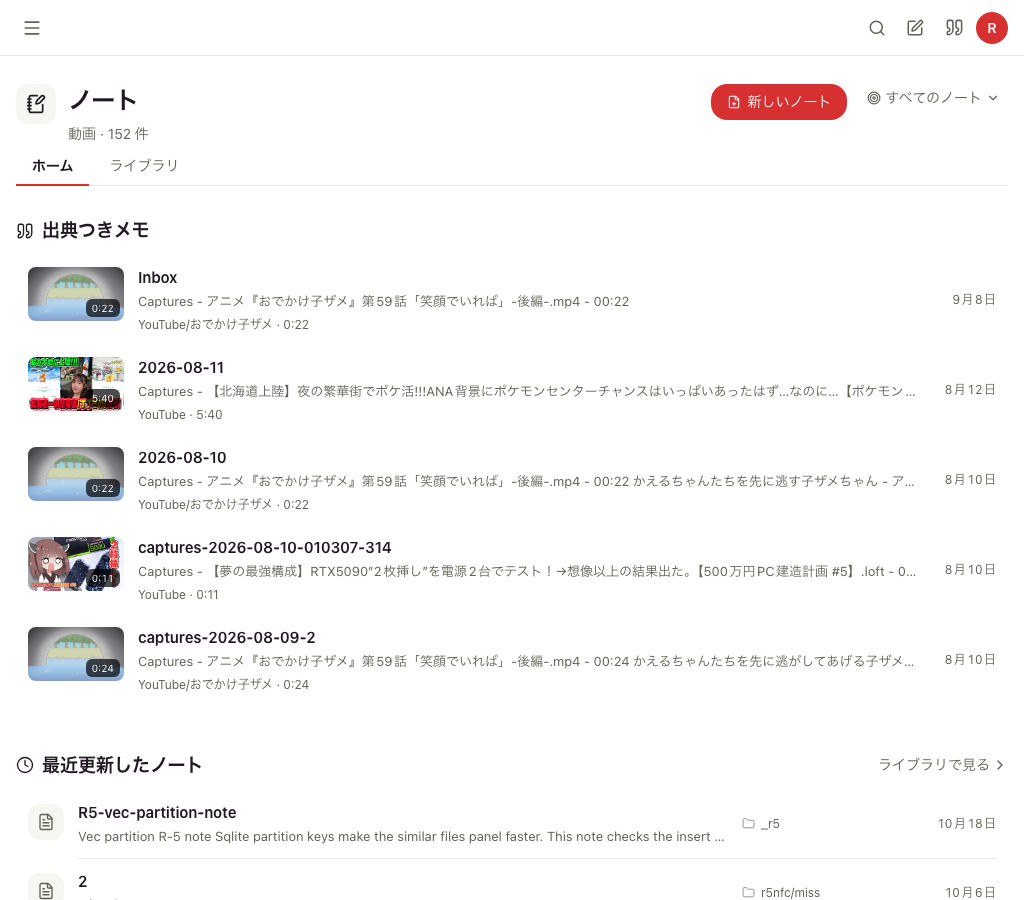 R
ノート
新しいノート
すべてのノート
動画 · 152 件
ホーム
ライブラリ
出典つきメモ
Inbox
Captures - アニメ『おでかけ子ザメ』第59話「笑顔でいれば」-後編-.mp4 - 00:22
9月8日
0:22
YouTube/おでかけ子ザメ · 0:22
2026-08-11
Captures - 【北海道上陸】夜の繁華街でポケ活!!!ANA背景にポケモンセンターチャンスはいっぱいあったはず…なのに…【ポケモン ...
8月12日
5:40
YouTube · 5:40
2026-08-10
Captures - アニメ『おでかけ子ザメ』第59話「笑顔でいれば」-後編-.mp4 - 00:22 かえるちゃんたちを先に逃す子ザメちゃん - ア...
8月10日
0:22
YouTube/おでかけ子ザメ · 0:22
captures-2026-08-10-010307-314
Captures - 【夢の最強構成】RTX5090″2枚挿し″を電源2台でテスト！→想像以上の結果出た。【500万円PC建造計画 #5】.loft - 0...
8月10日
0:11
YouTube · 0:11
captures-2026-08-09-2
Captures - アニメ『おでかけ子ザメ』第59話「笑顔でいれば」-後編-.mp4 - 00:24 かえるちゃんたちを先に逃がしてあげる子ザメ...
8月10日
0:24
YouTube/おでかけ子ザメ · 0:24
最近更新したノート
ライブラリで見る
R5-vec-partition-note
Vec partition R-5 note Sqlite partition keys make the similar files panel faster. This note checks the insert ...
_r5
10月18日
2
r5nfc/miss
10月6日